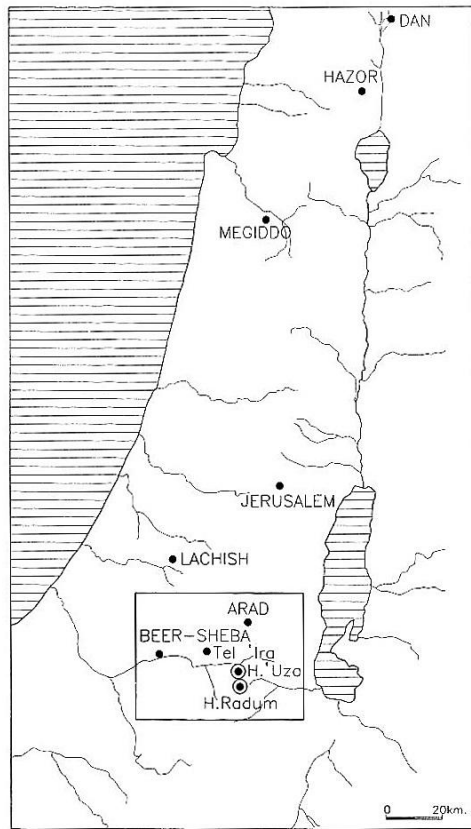 DAN
HAZOR
MEGIDDO
JERUSALEM
LACHISH
ARAD
BEER-SHEBA
Tel 'Ira
H.'Uza
H.Radum
0 20km.